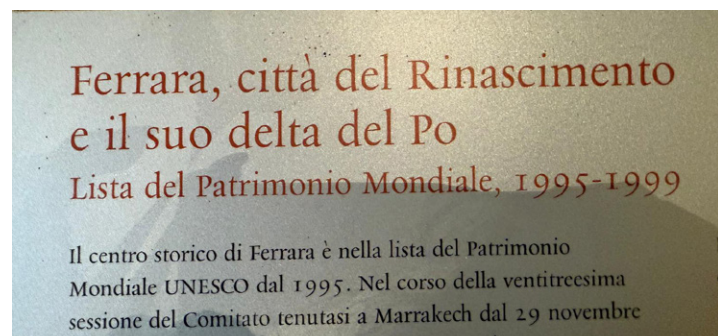 Ferrara, città del Rinascimento
e il suo delta del Po
Lista del Patrimonio Mondiale, 1995-1999
Il centro storico di Ferrara è nella lista del Patrimonio
Mondiale UNESCO dal 1995. Nel corso della ventitreesima
sessione del Comitato tenutasi a Marrakech dal 29 novembre